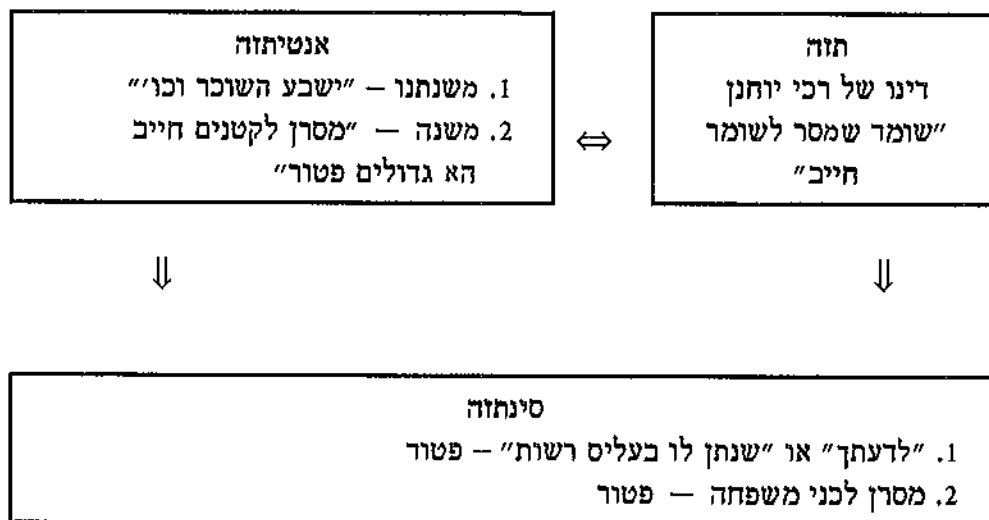 תזה
דינו של רבי יוחנן
״שומר שמסר לשומר
חייב״
⇔
אנטיתזה
1. משנתנו – ״ישבע השוכר וכו׳״
2. משנה – ״מסרן לקטנים חייב
הא גדולים פטור״
⇓
⇓
סינתזה
1. ״לדעתך״ או ״שנתן לו בעלים רשות״ – פטור
2. מסרן לבני משפחה – פטור